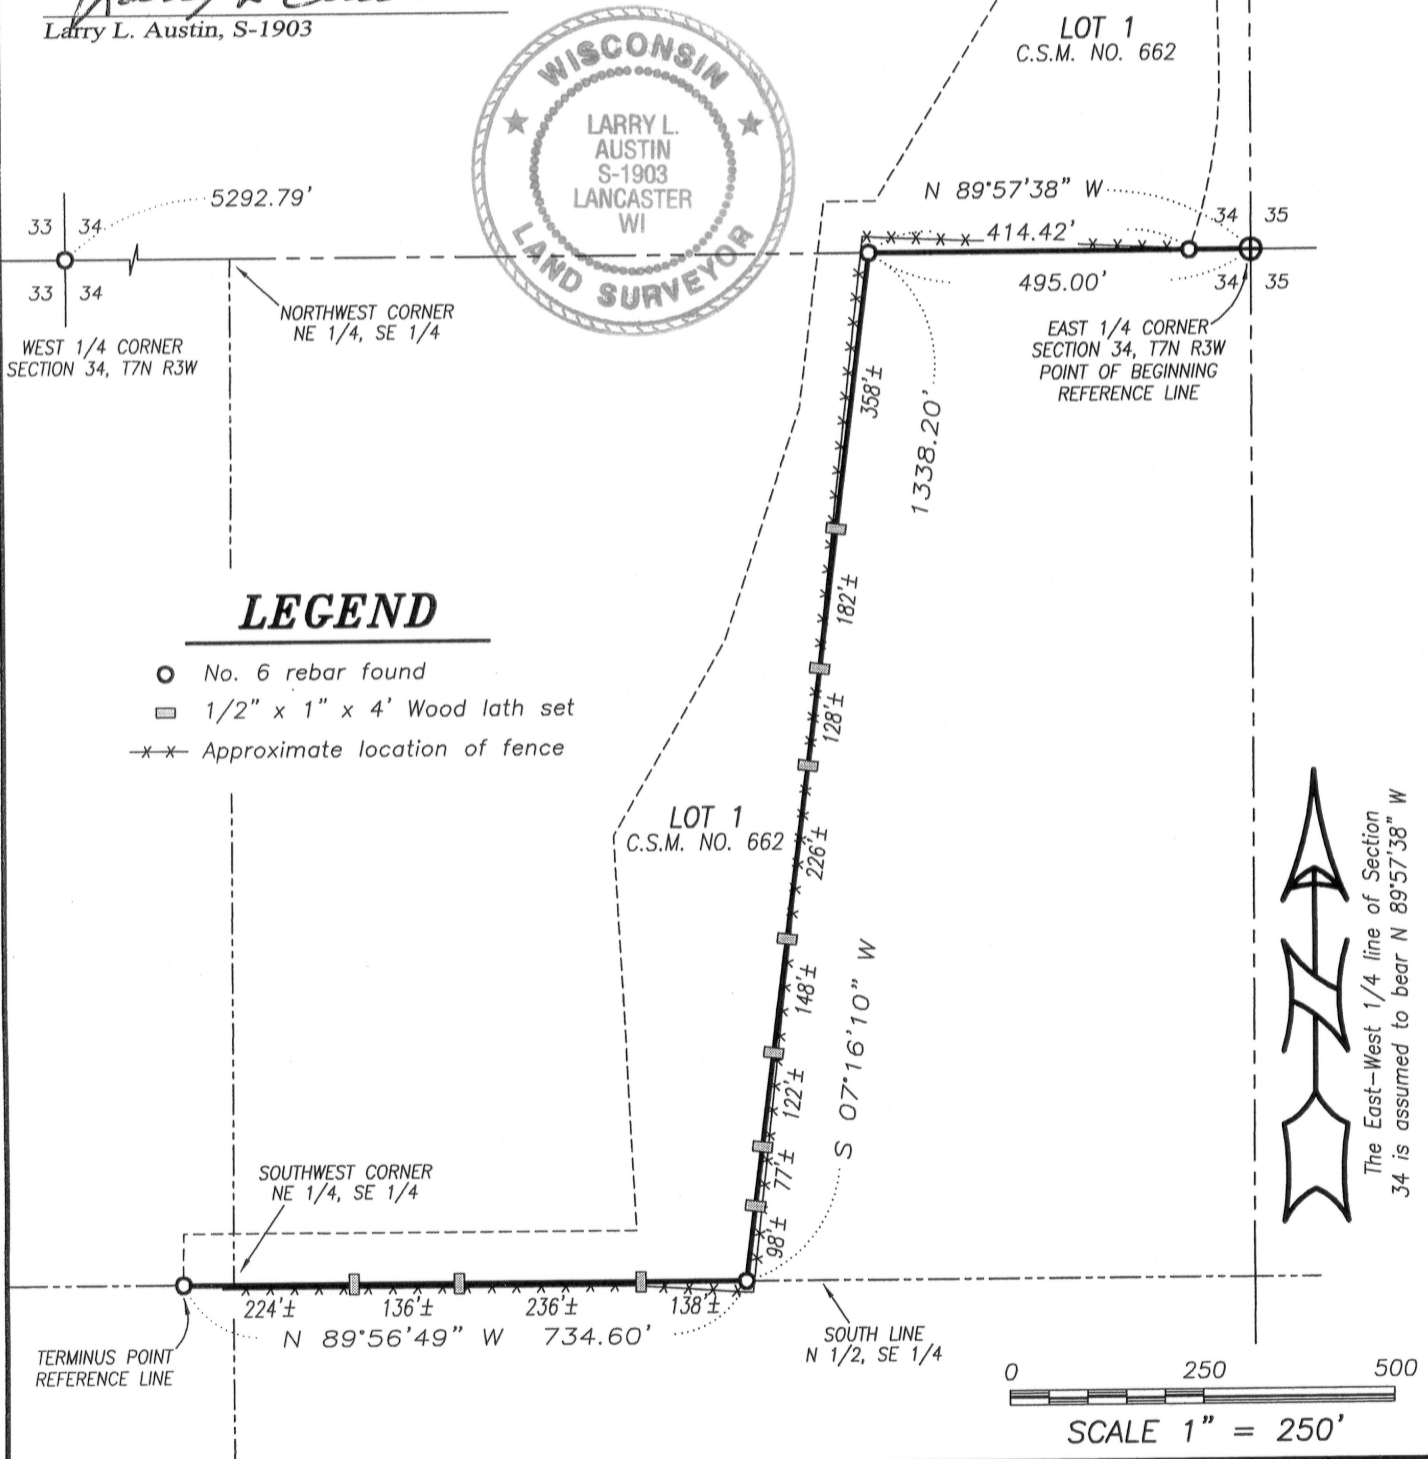 Larry L. Austin, S-1903
WISCONSIN
LARRY L.
AUSTIN
S-1903
LANCASTER
WI
LAND SURVEYOR
LOT 1
C.S.M. NO. 662
5292.79'
33 34
33 34
WEST 1/4 CORNER
SECTION 34, T7N R3W
NORTHWEST CORNER
NE 1/4, SE 1/4
N 89°57'38" W
34 35
414.42'
495.00'
34 35
EAST 1/4 CORNER
SECTION 34, T7N R3W
POINT OF BEGINNING
REFERENCE LINE
358'±
1338.20'
182'±
128'±
226'±
148'±
122'±
77'±
98'±
S 07°16'10" W
LEGEND
No. 6 rebar found
1/2" x 1" x 4' Wood lath set
Approximate location of fence
LOT 1
C.S.M. NO. 662
N
The East-West 1/4 line of Section
34 is assumed to bear N 89°57'38" W
SOUTHWEST CORNER
NE 1/4, SE 1/4
224'± 136'± 236'± 138'±
N 89°56'49" W 734.60'
TERMINUS POINT
REFERENCE LINE
SOUTH LINE
N 1/2, SE 1/4
0 250 500
SCALE 1" = 250'